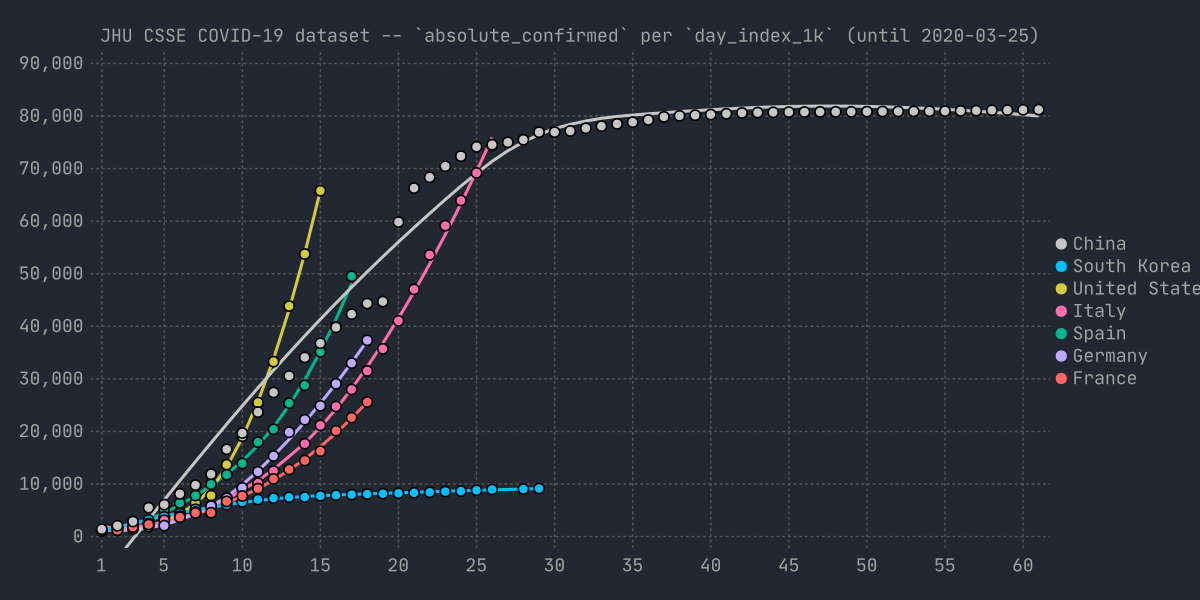 JHU CSSE COVID-19 dataset -- `absolute_confirmed` per `day_index_1k` (until 2020-03-25)
90,000
80,000
70,000
60,000
50,000
40,000
30,000
20,000
10,000
0
1 5 10 15 20 25 30 35 40 45 50 55 60
China
South Korea
United State
Italy
Spain
Germany
France